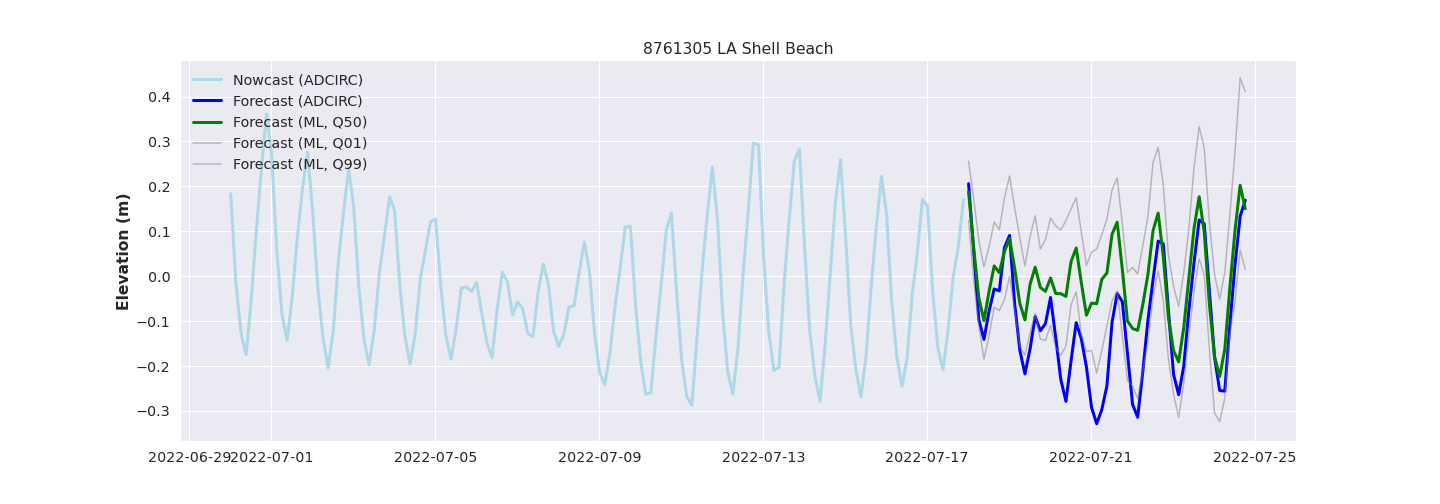 8761305 LA Shell Beach
Nowcast (ADCIRC)
Forecast (ADCIRC)
Forecast (ML, Q50)
Forecast (ML, Q01)
Forecast (ML, Q99)
Elevation (m)
0.4
0.3
0.2
0.1
0.0
−0.1
−0.2
−0.3
2022-06-29 2022-07-01 2022-07-05 2022-07-09 2022-07-13 2022-07-17 2022-07-21 2022-07-25